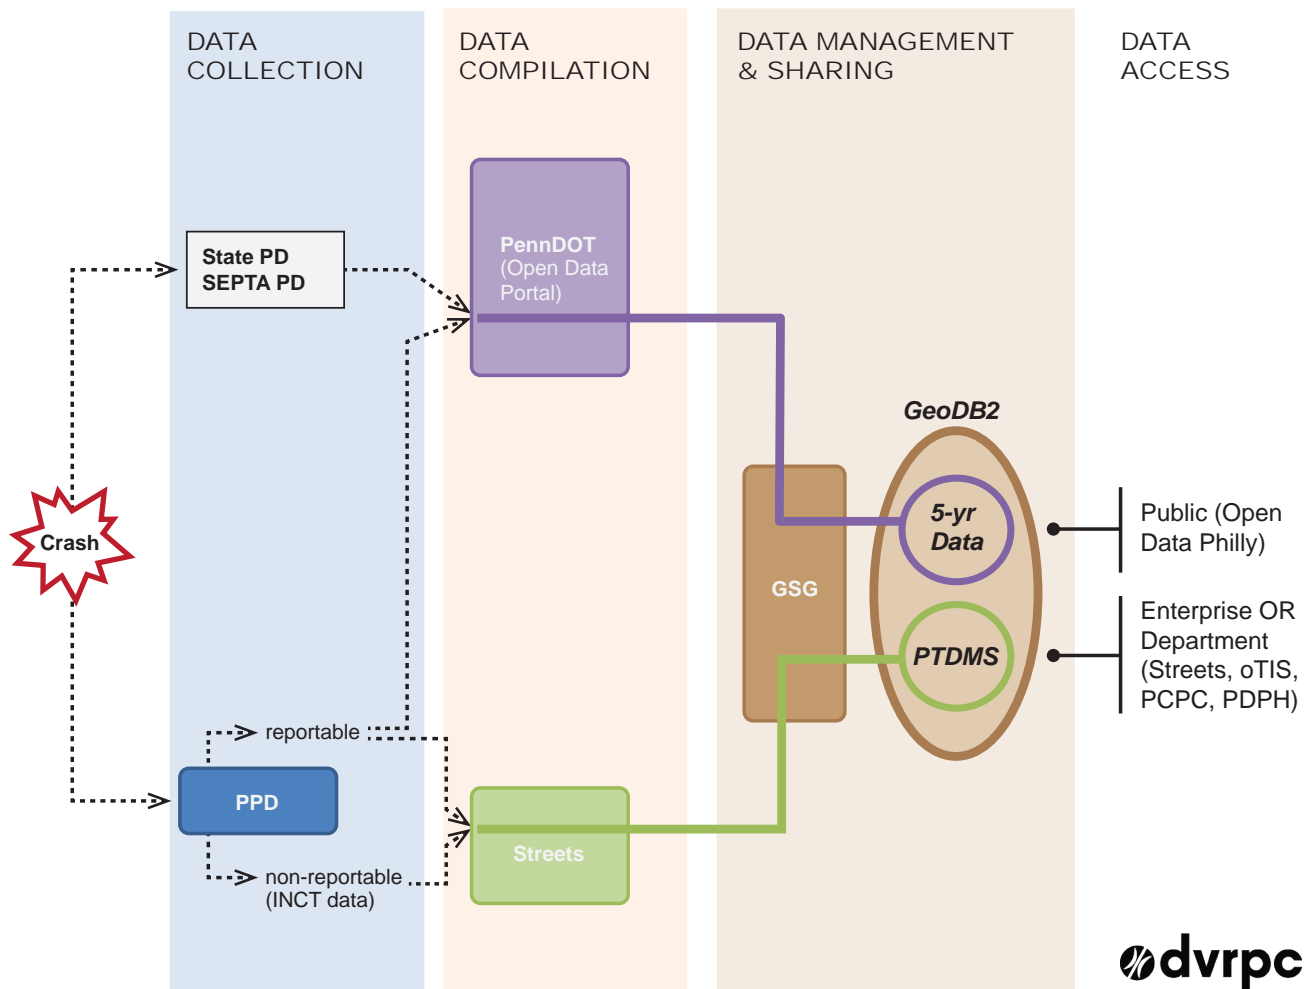 DATA
COLLECTION
DATA
COMPILATION
DATA MANAGEMENT
& SHARING
DATA
ACCESS
State PD
SEPTA PD
PennDOT
(Open Data
Portal)
GeoDB2
Crash
5-yr
Data
Public (Open
Data Philly)
GSG
PTDMS
Enterprise OR
Department
(Streets, oTIS,
PCPC, PDPH)
reportable
PPD
Streets
non-reportable
(INCT data)
dvrpc